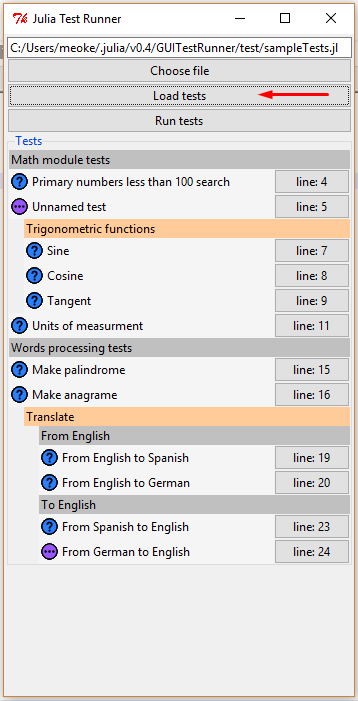 Julia Test Runner
C:/Users/meoke/.julia/v0.4/GUITestRunner/test/sampleTests.jl
Choose file
Load tests
Run tests
Tests
Math module tests
Primary numbers less than 100 search line: 4
Unnamed test line: 5
Trigonometric functions
Sine line: 7
Cosine line: 8
Tangent line: 9
Units of measurment line: 11
Words processing tests
Make palindrome line: 15
Make anagrame line: 16
Translate
From English
From English to Spanish line: 19
From English to German line: 20
To English
From Spanish to English line: 23
From German to English line: 24